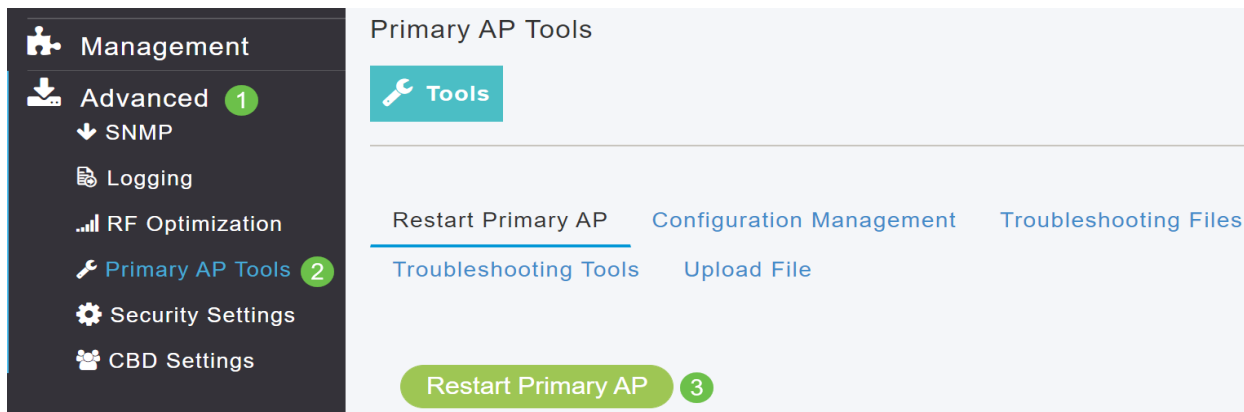 Management
Advanced 1
SNMP
Logging
RF Optimization
Primary AP Tools 2
Security Settings
CBD Settings
Primary AP Tools
Tools
Restart Primary AP Configuration Management Troubleshooting Files
Troubleshooting Tools Upload File
Restart Primary AP 3